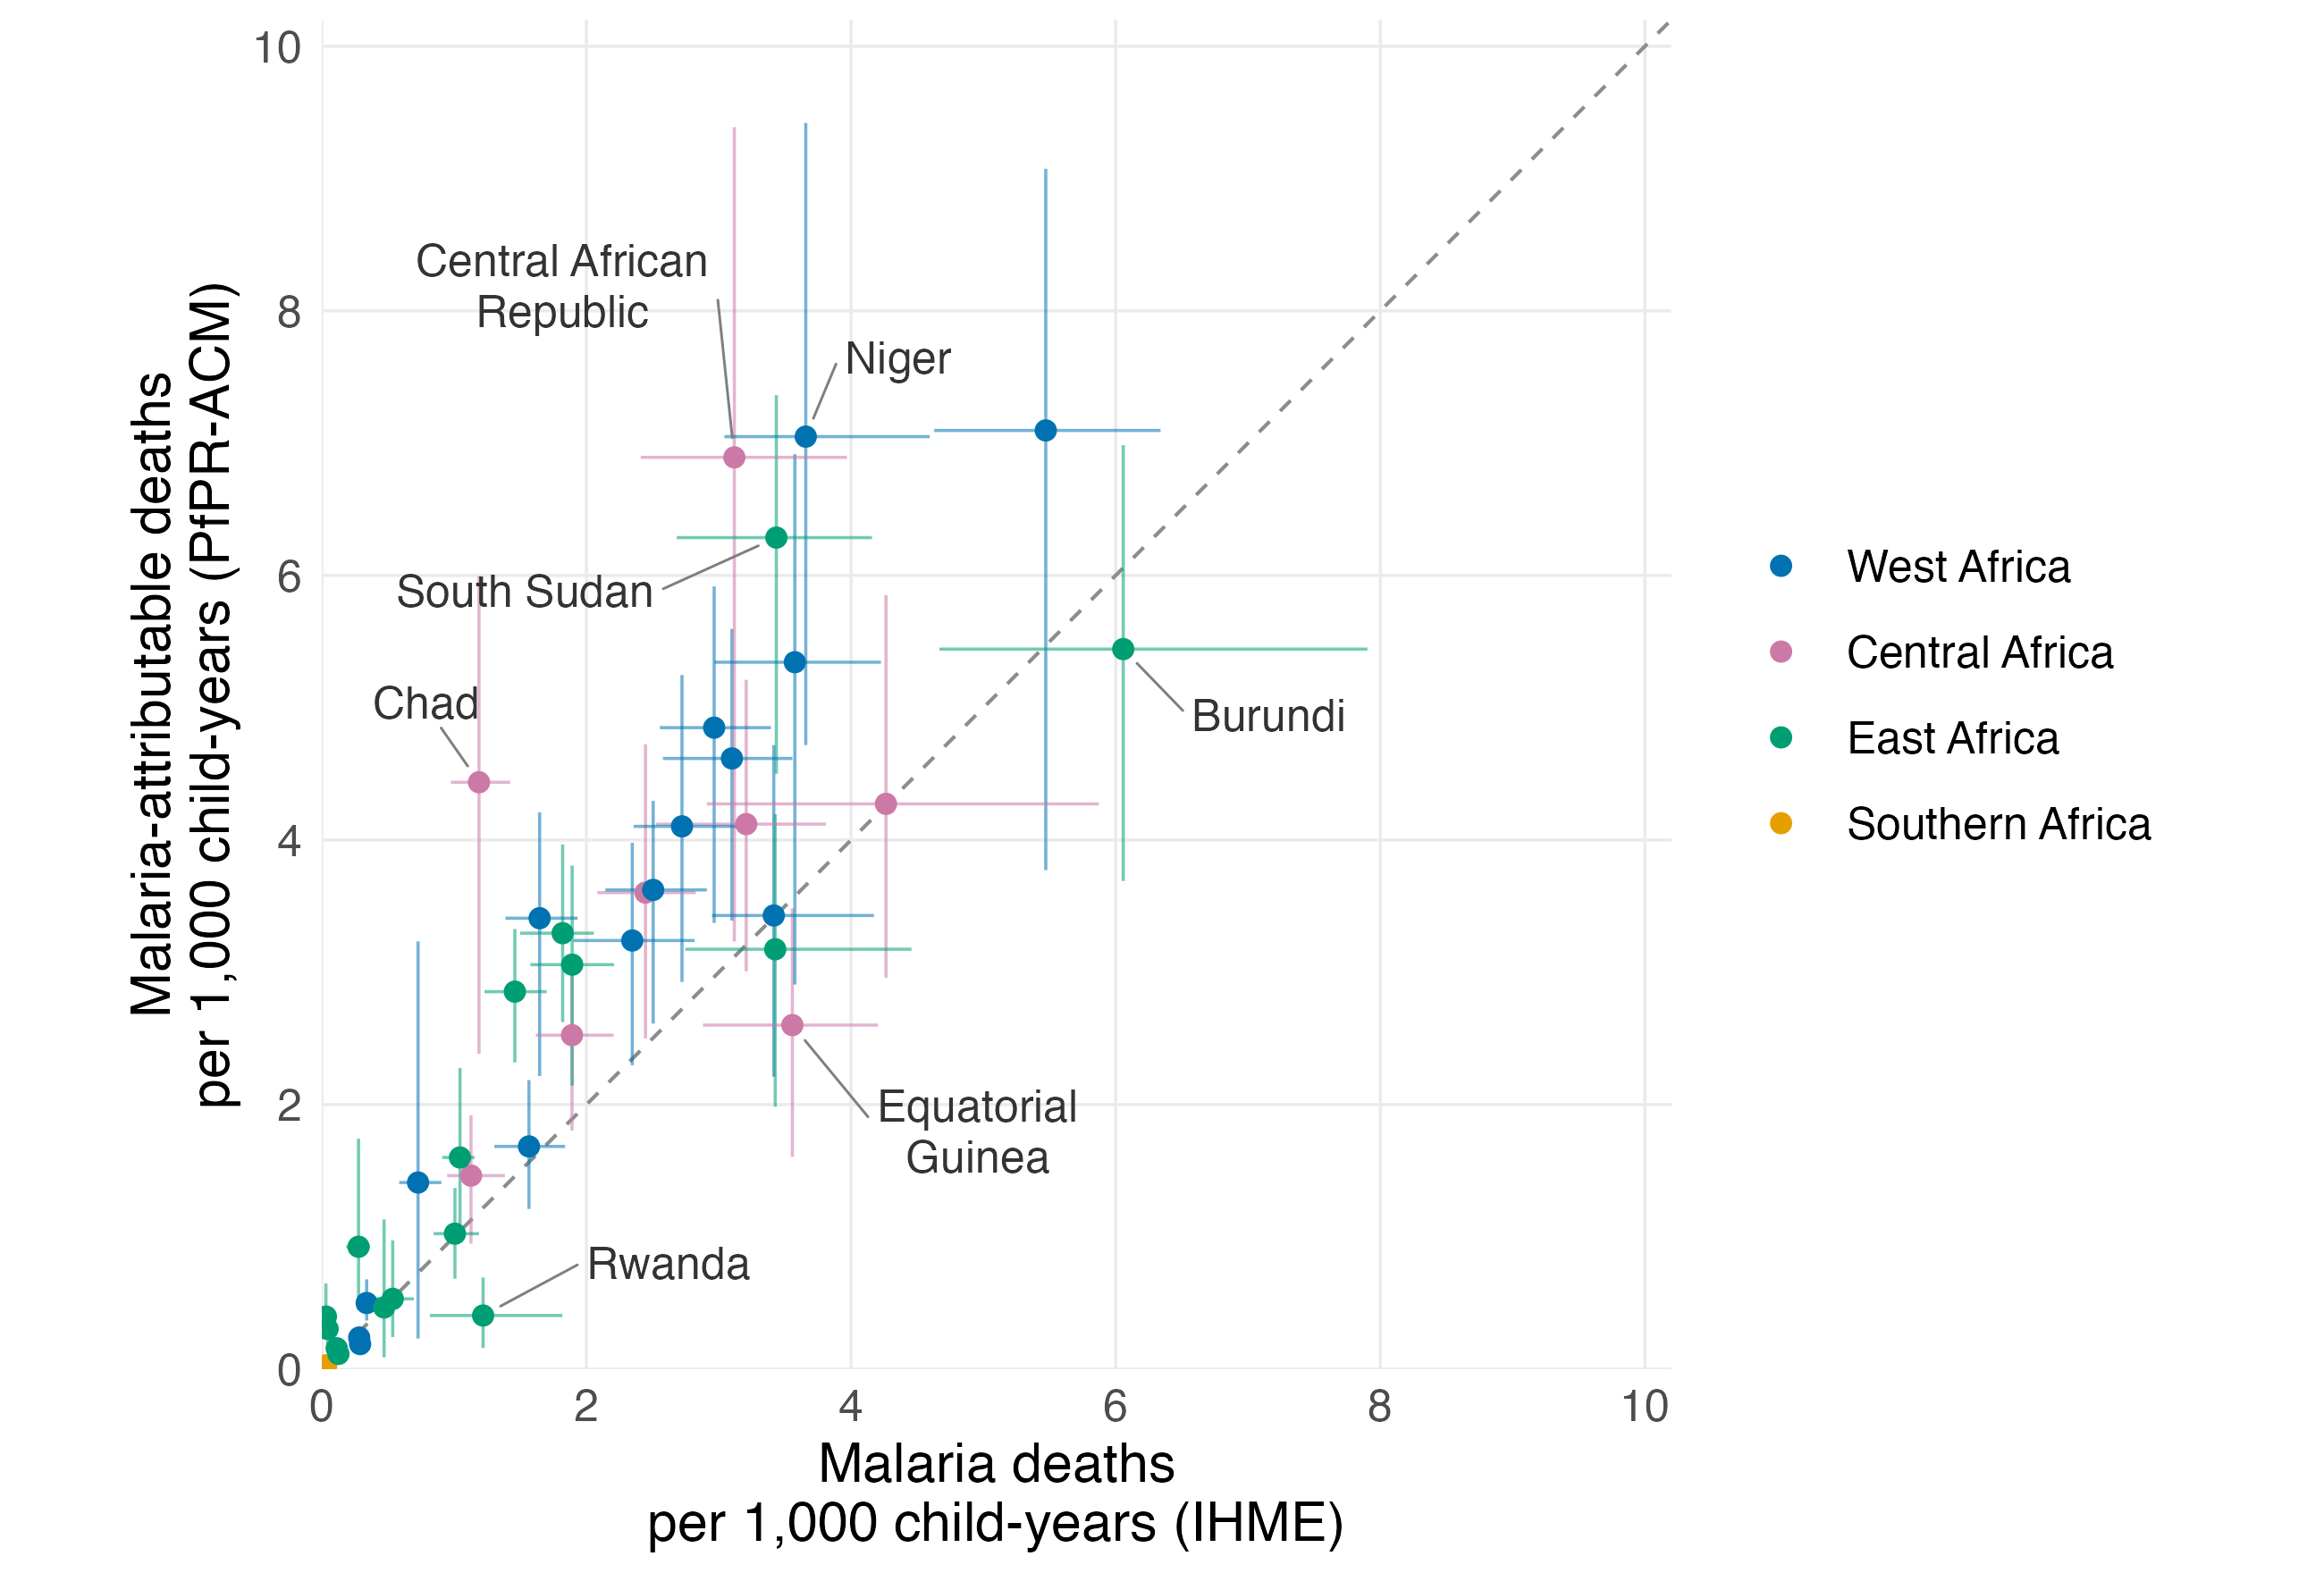 Malaria-attributable deaths
per 1,000 child-years (PfPR-ACM)
10
8
6
4
2
0
Central African
Republic
Niger
South Sudan
Chad
Burundi
Equatorial
Guinea
Rwanda
West Africa
Central Africa
East Africa
Southern Africa
0 2 4 6 8 10
Malaria deaths
per 1,000 child-years (IHME)